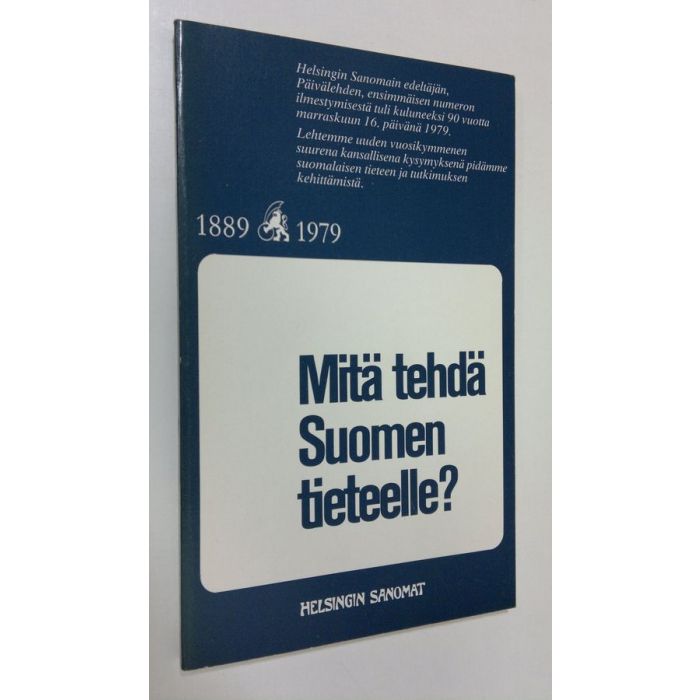 Helsingin Sanomain edeltäjän,
Päivälehden, ensimmäisen numeron
ilmestymisestä tuli kuluneeksi 90 vuotta
marraskuun 16. päivänä 1979.
Lehtemme uuden vuosikymmenen
suurena kansallisena kysymyksenä pidämme
suomalaisen tieteen ja tutkimuksen
kehittämistä.
1889 1979
Mitä tehdä
Suomen
tieteelle?
HELSINGIN SANOMAT